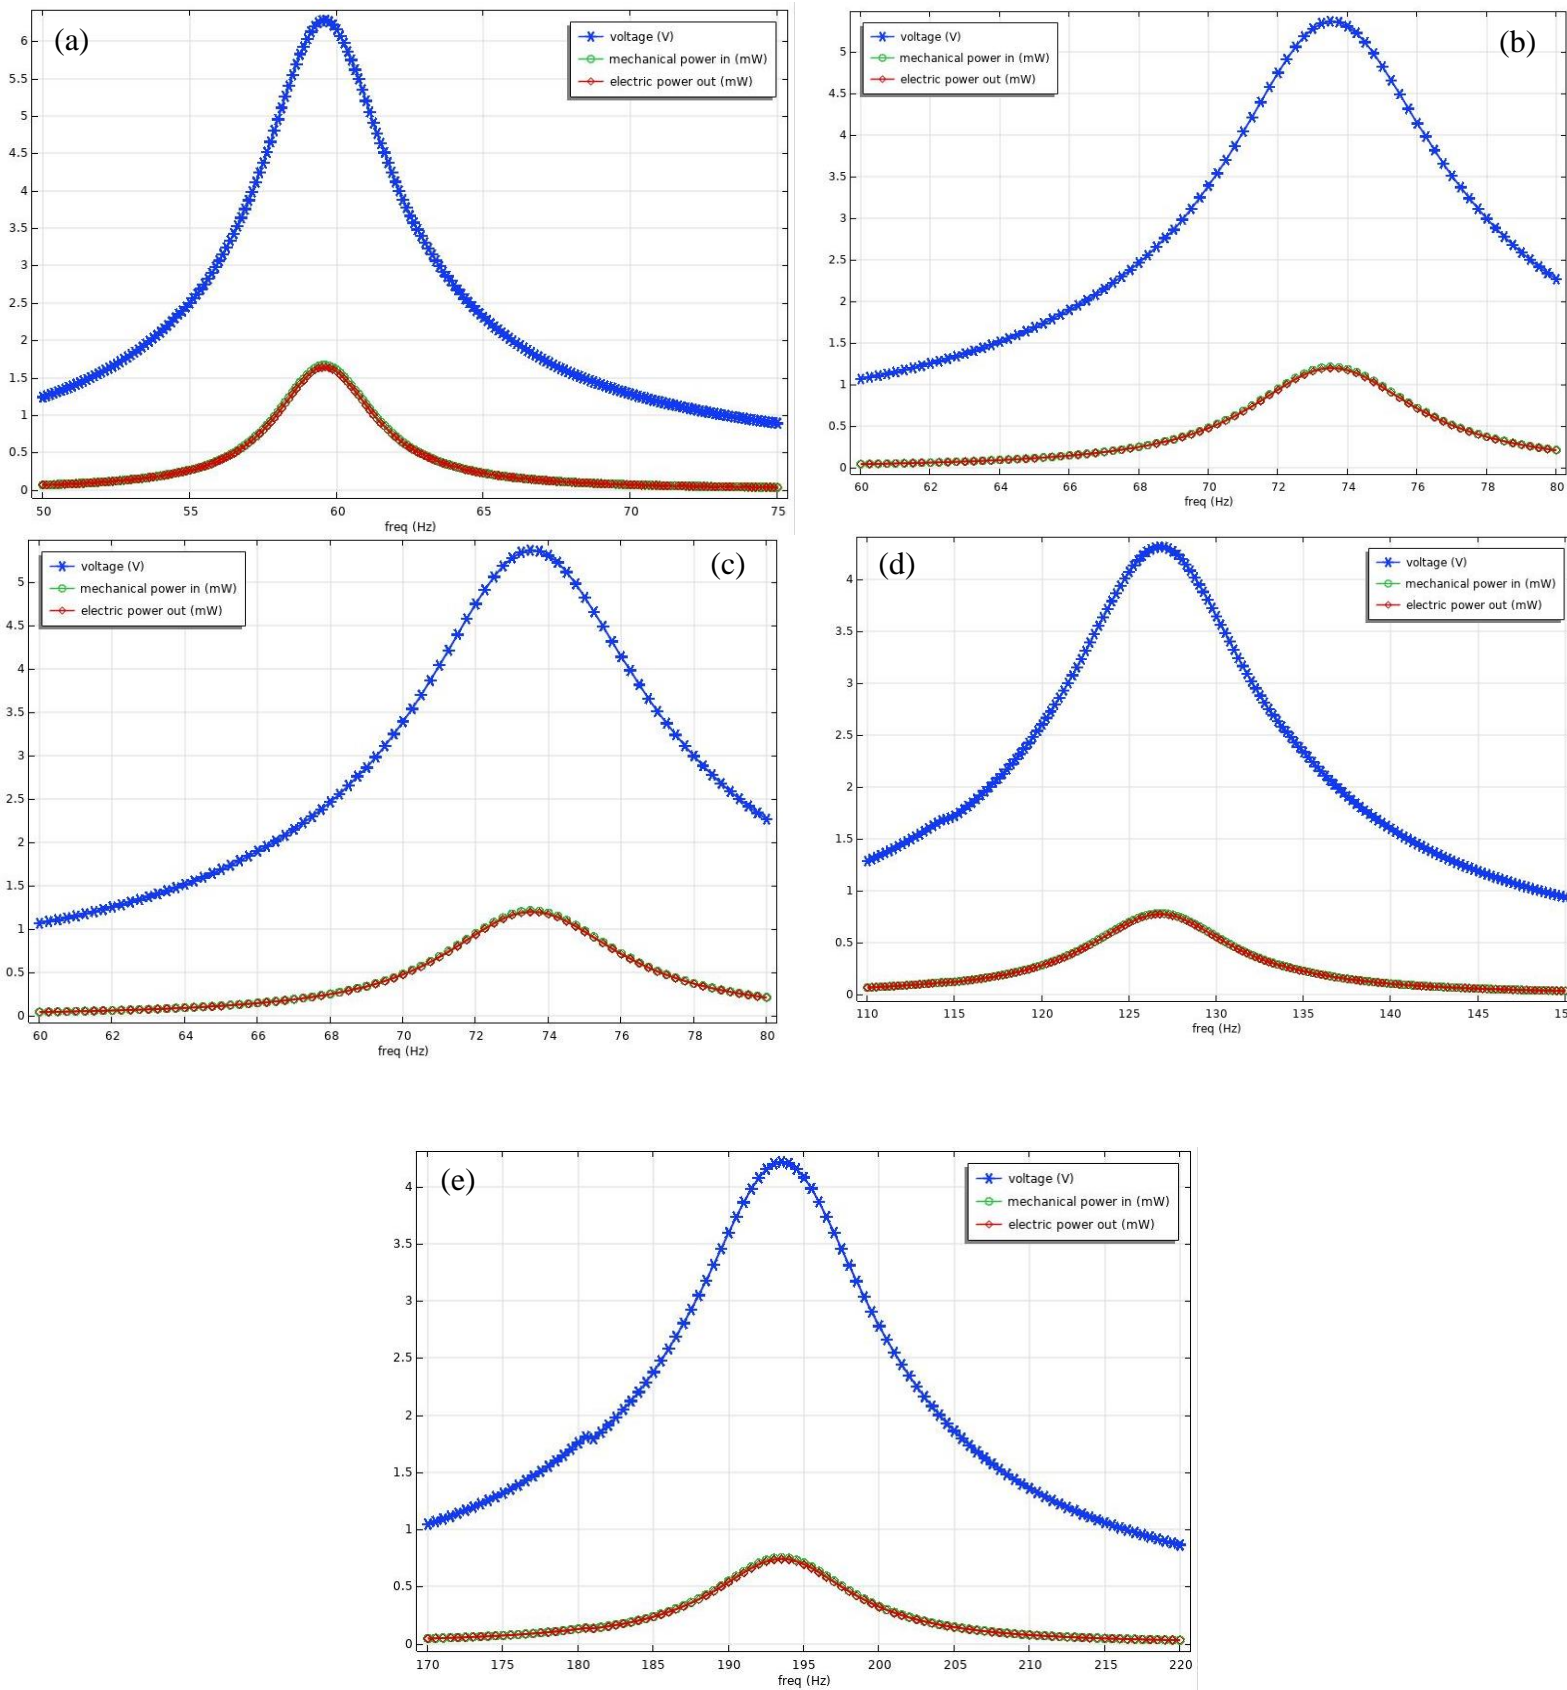 (a)
voltage (V)
mechanical power in (mW)
electric power out (mW)
6
5.5
5
4.5
4
3.5
3
2.5
2
1.5
1
0.5
0
50 55 60 65 70 75
freq (Hz)
(b)
voltage (V)
mechanical power in (mW)
electric power out (mW)
5
4.5
4
3.5
3
2.5
2
1.5
1
0.5
0
60 62 64 66 68 70 72 74 76 78 80
freq (Hz)
(c)
voltage (V)
mechanical power in (mW)
electric power out (mW)
5
4.5
4
3.5
3
2.5
2
1.5
1
0.5
0
60 62 64 66 68 70 72 74 76 78 80
freq (Hz)
(d)
voltage (V)
mechanical power in (mW)
electric power out (mW)
4
3.5
3
2.5
2
1.5
1
0.5
0
110 115 120 125 130 135 140 145 15
freq (Hz)
(e)
voltage (V)
mechanical power in (mW)
electric power out (mW)
4
3.5
3
2.5
2
1.5
1
0.5
0
170 175 180 185 190 195 200 205 210 215 220
freq (Hz)